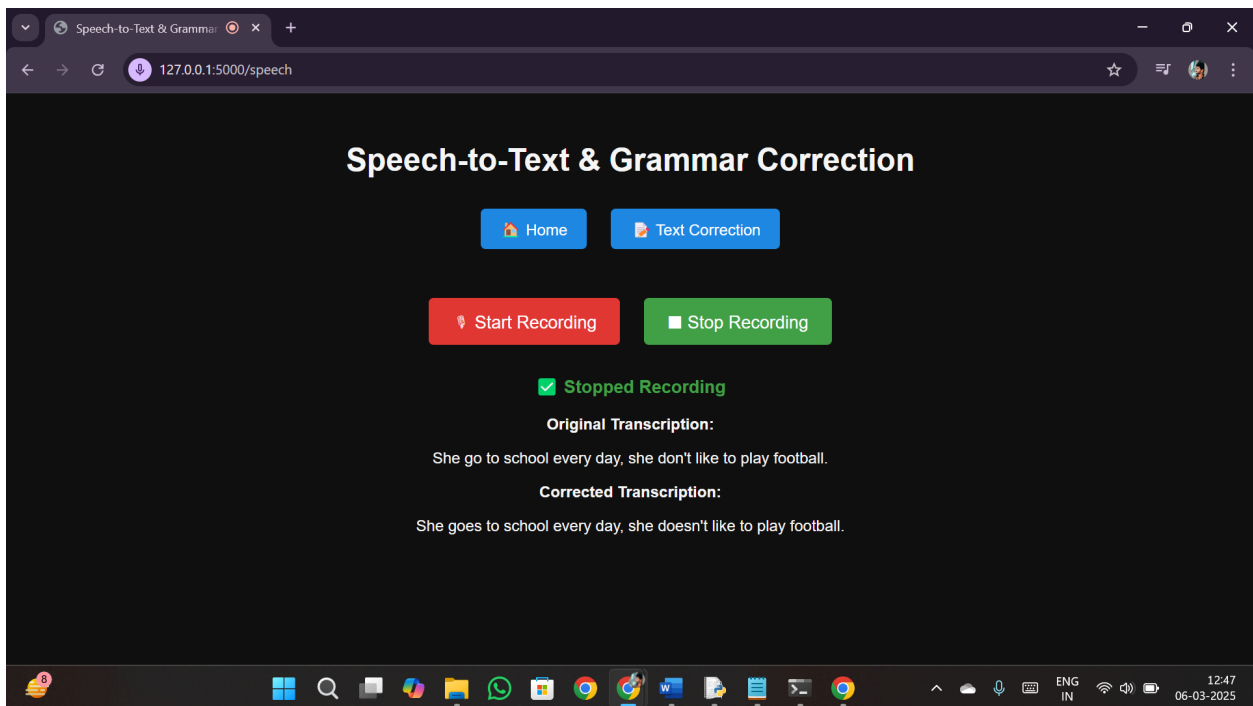 Speech-to-Text & Grammar
127.0.0.1:5000/speech
Speech-to-Text & Grammar Correction
Home
Text Correction
Start Recording
Stop Recording
Stopped Recording
Original Transcription:
She go to school every day, she don't like to play football.
Corrected Transcription:
She goes to school every day, she doesn't like to play football.
8
W
ENG
IN
12:47
06-03-2025